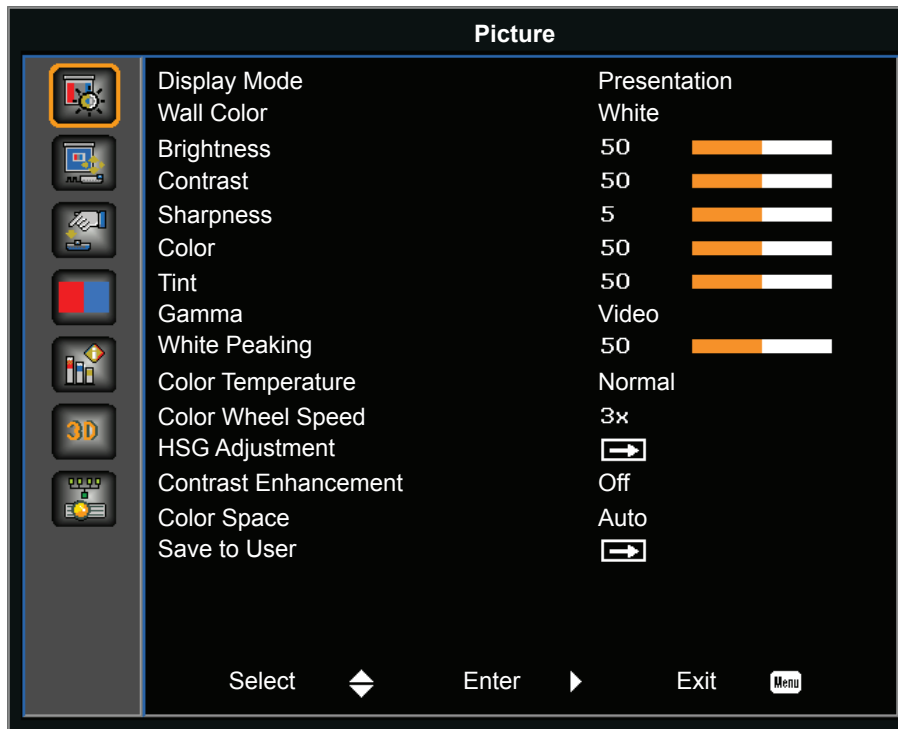 Picture
Display Mode Presentation
Wall Color White
Brightness 50
Contrast 50
Sharpness 5
Color 50
Tint 50
Gamma Video
White Peaking 50
Color Temperature Normal
Color Wheel Speed 3x
3D
HSG Adjustment
Contrast Enhancement Off
Color Space Auto
Save to User
Select Enter Exit Menu